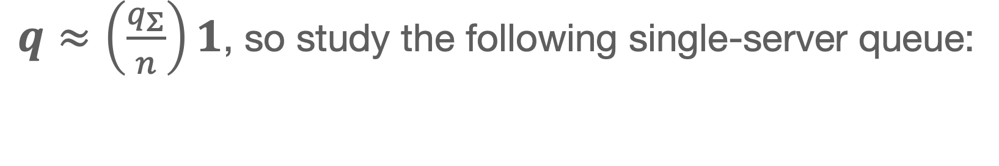 q ≈ (q_Σ / n) 1, so study the following single-server queue: